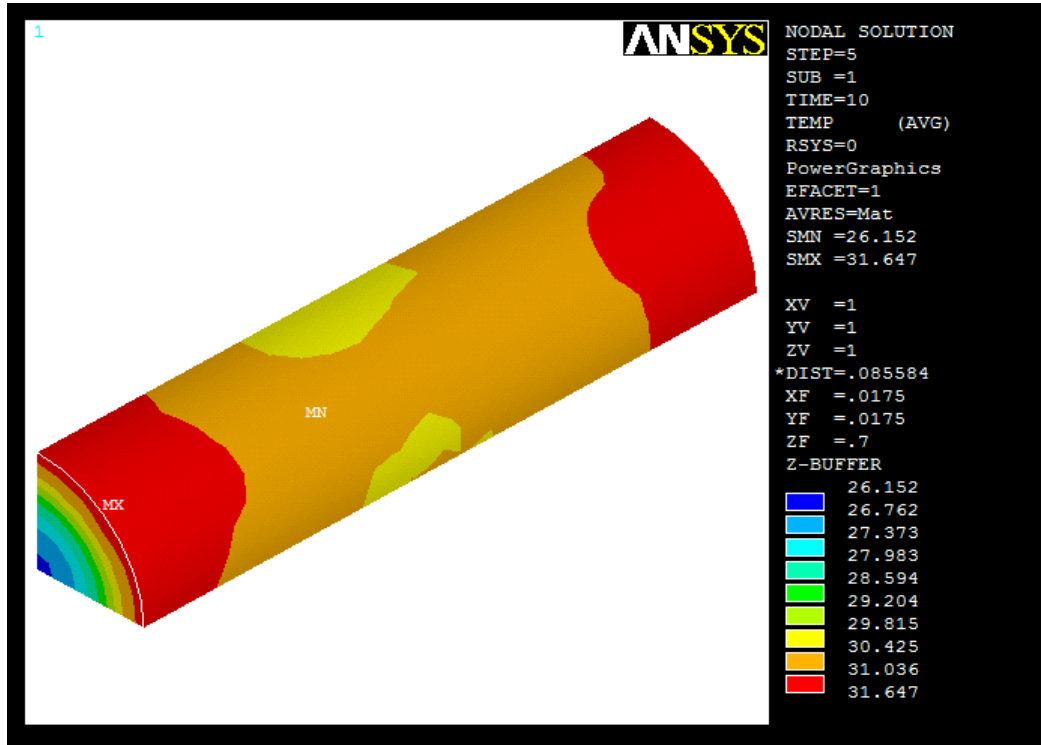 1
ANSYS
NODAL SOLUTION
STEP=5
SUB =1
TIME=10
TEMP (AVG)
RSYS=0
PowerGraphics
EFACET=1
AVRES=Mat
SMN =26.152
SMX =31.647
XV =1
YV =1
ZV =1
*DIST=.085584
XF =.0175
YF =.0175
ZF =.7
Z-BUFFER
26.152
26.762
27.373
27.983
28.594
29.204
29.815
30.425
31.036
31.647
MN
MX